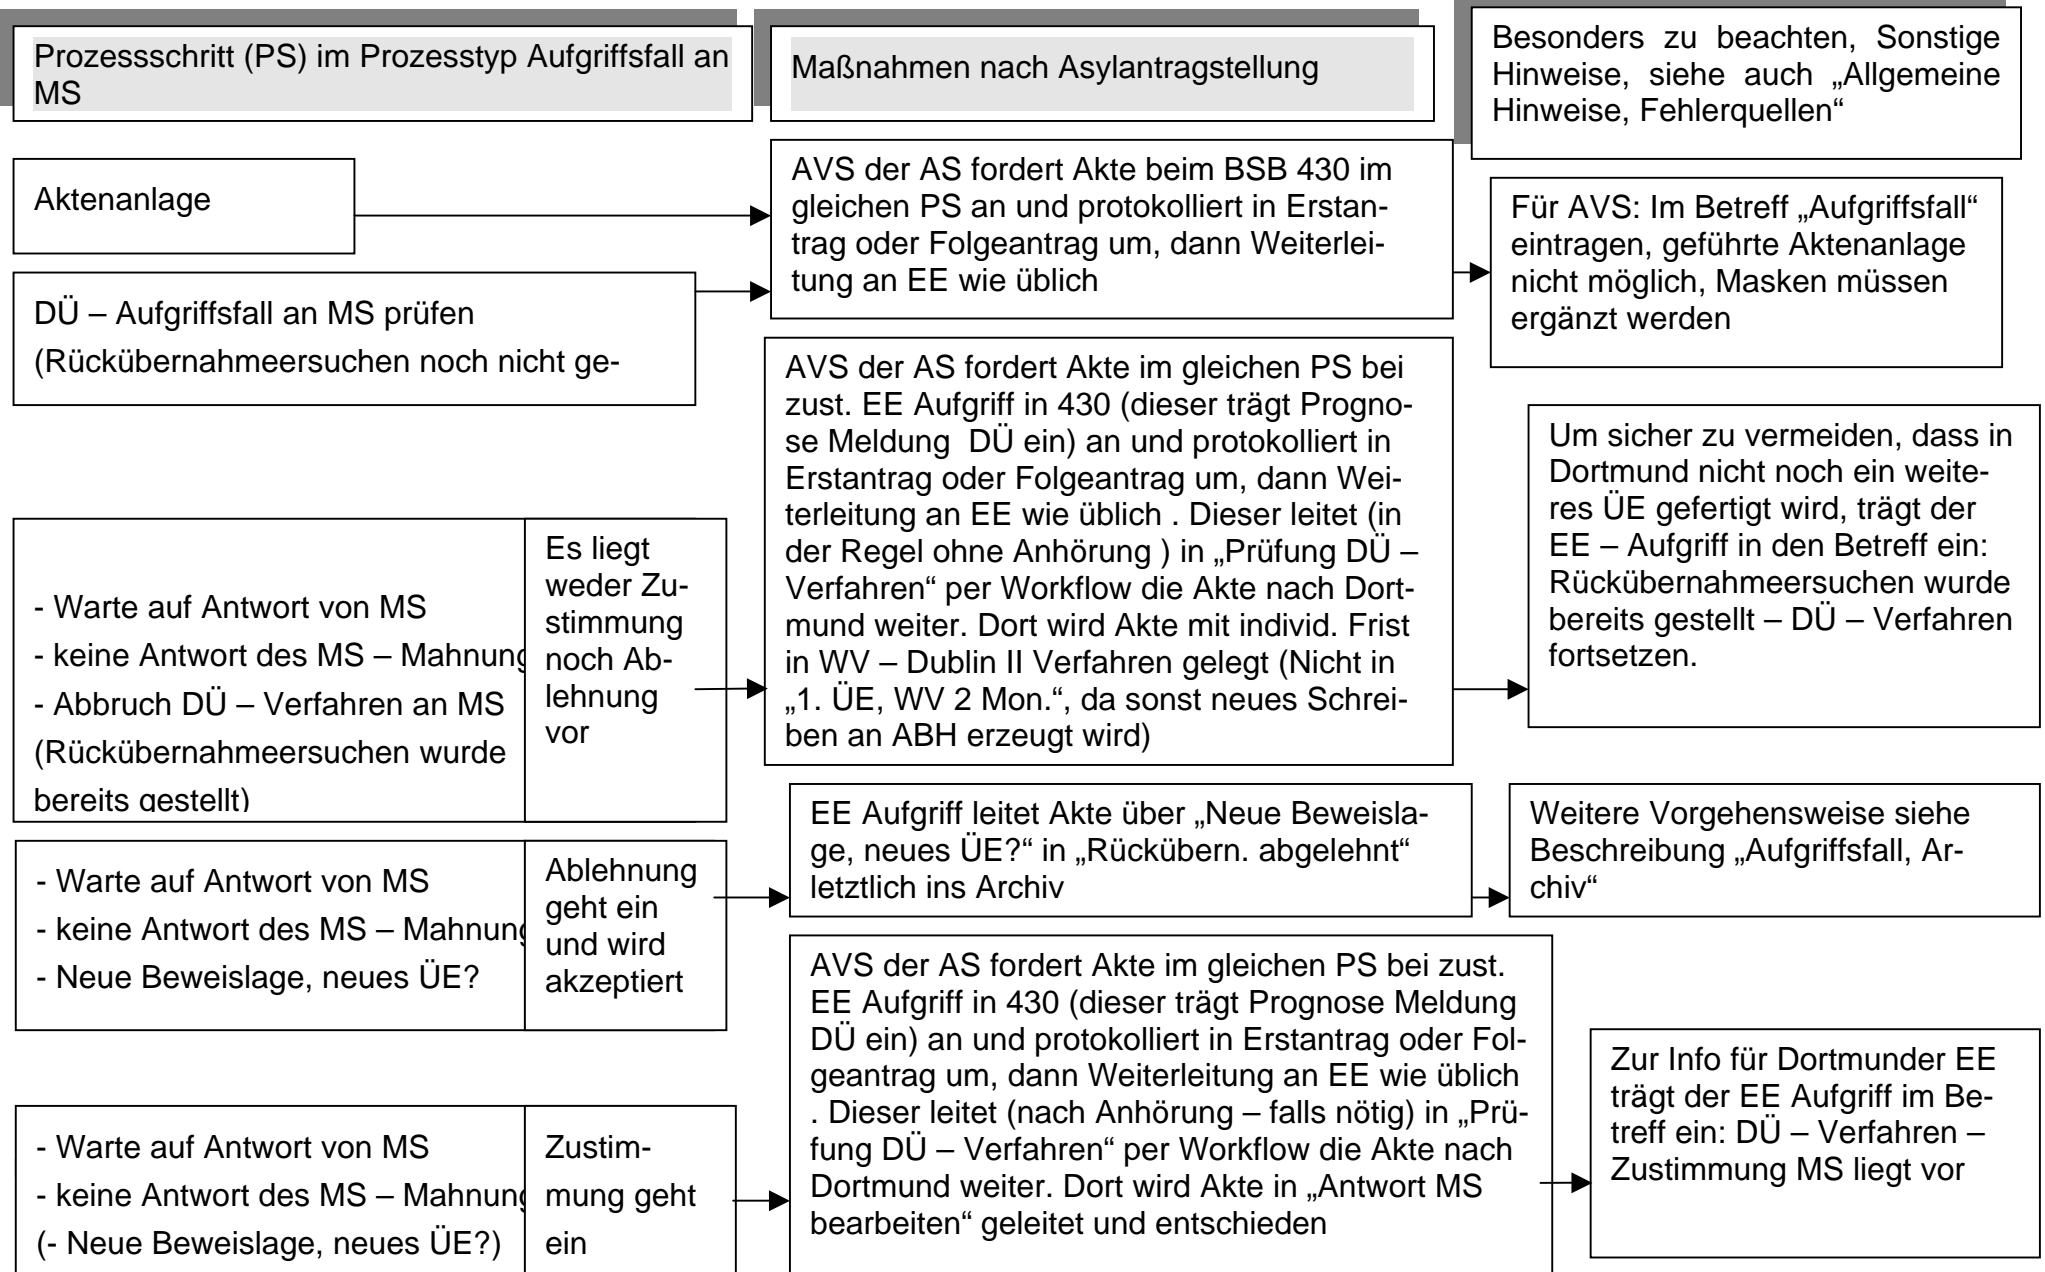 Prozessschritt (PS) im Prozesstyp Aufgriffsfall an
MS
Maßnahmen nach Asylantragstellung
Besonders zu beachten, Sonstige
Hinweise, siehe auch „Allgemeine
Hinweise, Fehlerquellen“
Aktenanlage
DÜ – Aufgriffsfall an MS prüfen
(Rückübernahmeersuchen noch nicht ge-
AVS der AS fordert Akte beim BSB 430 im
gleichen PS an und protokolliert in Erstan-
trag oder Folgeantrag um, dann Weiterlei-
tung an EE wie üblich
Für AVS: Im Betreff „Aufgriffsfall“
eintragen, geführte Aktenanlage
nicht möglich, Masken müssen
ergänzt werden
- Warte auf Antwort von MS
- keine Antwort des MS – Mahnung
- Abbruch DÜ – Verfahren an MS
(Rückübernahmeersuchen wurde
bereits gestellt)
Es liegt
weder Zu-
stimmung
noch Ab-
lehnung
vor
AVS der AS fordert Akte im gleichen PS bei
zust. EE Aufgriff in 430 (dieser trägt Progno-
se Meldung  DÜ ein) an und protokolliert in
Erstantrag oder Folgeantrag um, dann Wei-
terleitung an EE wie üblich . Dieser leitet (in
der Regel ohne Anhörung ) in „Prüfung DÜ –
Verfahren“ per Workflow die Akte nach Dort-
mund weiter. Dort wird Akte mit individ. Frist
in WV – Dublin II Verfahren gelegt (Nicht in
„1. ÜE, WV 2 Mon.“, da sonst neues Schrei-
ben an ABH erzeugt wird)
Um sicher zu vermeiden, dass in
Dortmund nicht noch ein weite-
res ÜE gefertigt wird, trägt der
EE – Aufgriff in den Betreff ein:
Rückübernahmeersuchen wurde
bereits gestellt – DÜ – Verfahren
fortsetzen.
- Warte auf Antwort von MS
- keine Antwort des MS – Mahnung
- Neue Beweislage, neues ÜE?
Ablehnung
geht ein
und wird
akzeptiert
EE Aufgriff leitet Akte über „Neue Beweisla-
ge, neues ÜE?“ in „Rückübern. abgelehnt“
letztlich ins Archiv
Weitere Vorgehensweise siehe
Beschreibung „Aufgriffsfall, Ar-
chiv“
- Warte auf Antwort von MS
- keine Antwort des MS – Mahnung
(- Neue Beweislage, neues ÜE?)
Zustim-
mung geht
ein
AVS der AS fordert Akte im gleichen PS bei zust.
EE Aufgriff in 430 (dieser trägt Prognose Meldung
DÜ ein) an und protokolliert in Erstantrag oder Fol-
geantrag um, dann Weiterleitung an EE wie üblich
. Dieser leitet (nach Anhörung – falls nötig) in „Prü-
fung DÜ – Verfahren“ per Workflow die Akte nach
Dortmund weiter. Dort wird Akte in „Antwort MS
bearbeiten“ geleitet und entschieden
Zur Info für Dortmunder EE
trägt der EE Aufgriff im Be-
treff ein: DÜ – Verfahren –
Zustimmung MS liegt vor